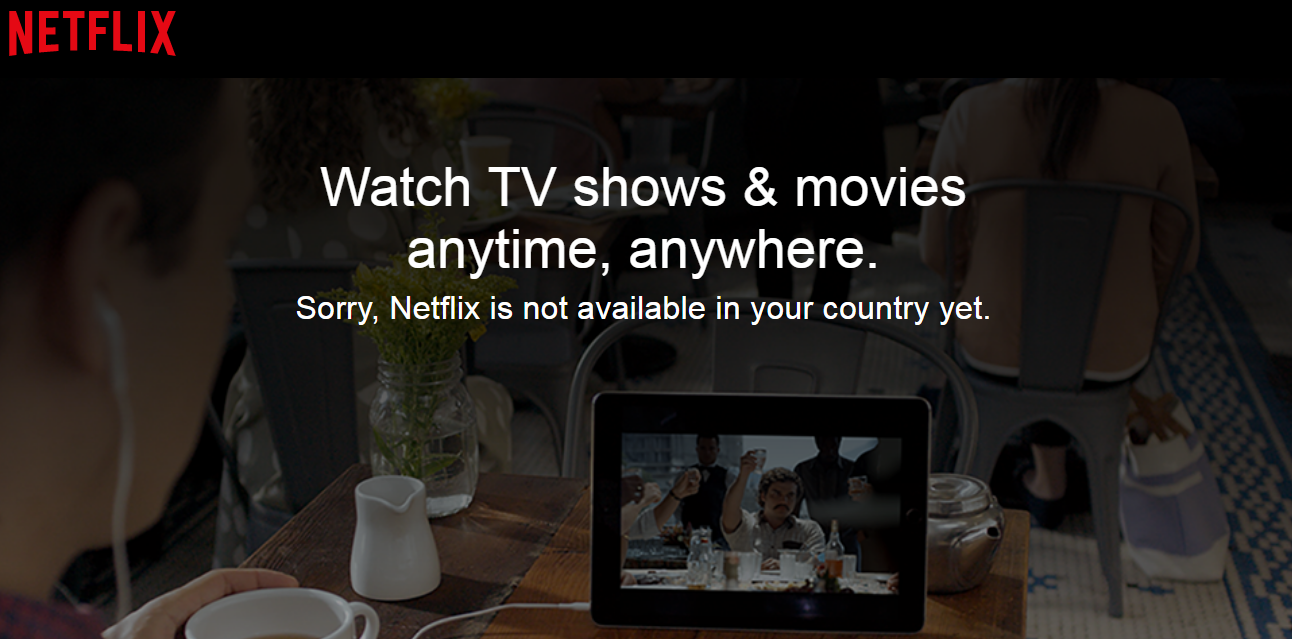 NETFLIX
Watch TV shows & movies
anytime, anywhere.
Sorry, Netflix is not available in your country yet.